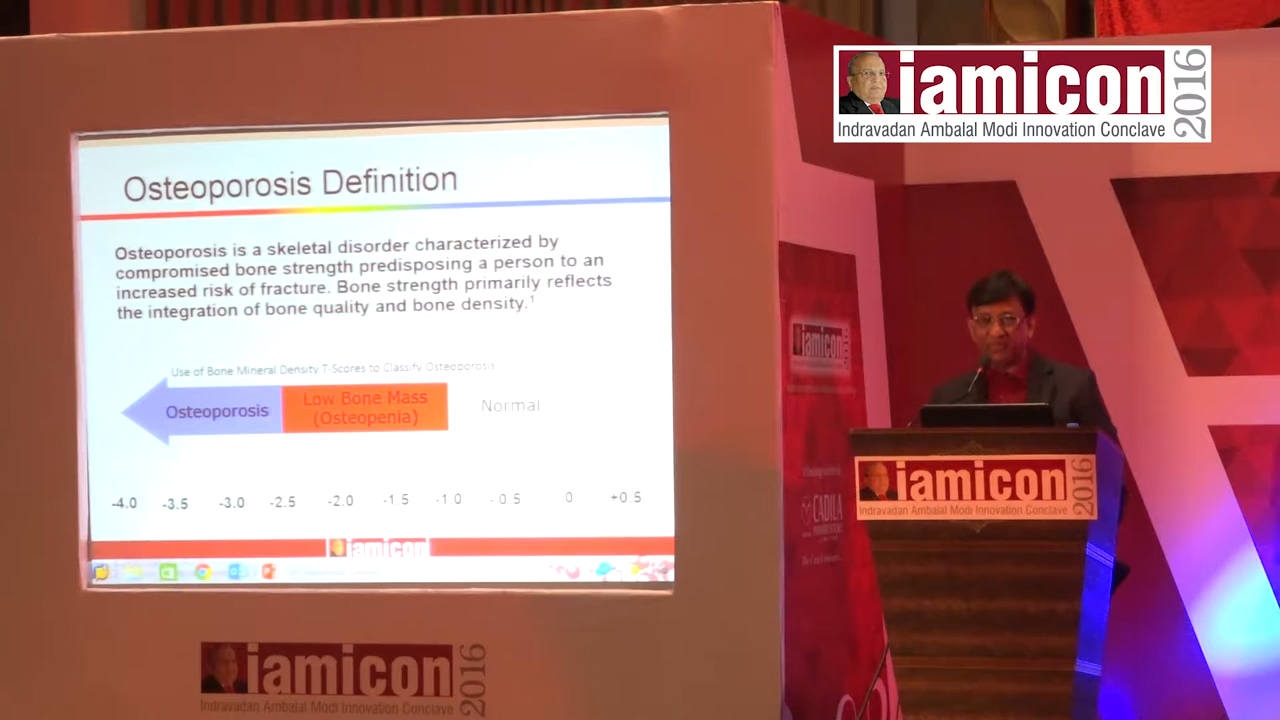 iamicon 2016
Indravadan Ambalal Modi Innovation Conclave
Osteoporosis Definition
Osteoporosis is a skeletal disorder characterized by
compromised bone strength predisposing a person to an
increased risk of fracture. Bone strength primarily reflects
the integration of bone quality and bone density.1
Use of Bone Mineral Density T-Scores to Classify Osteoporosis
Osteoporosis
Low Bone Mass
(Osteopenia)
Normal
-4.0 -3.5 -3.0 -2.5 -2.0 -1 5 -1 0 - 0 5 0 +0 5
iamicon
iamicon 2016
CADILA
iamicon 2016
Indravadan Ambalal Modi Innovation Conclave
iamicon 2016
Indravadan Ambalal Modi Innovation Conclave